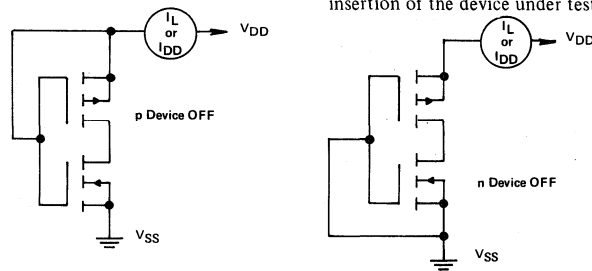 insertion of the device under test
I_L
or
I_DD
V_DD
p Device OFF
V_SS
I_L
or
I_DD
V_DD
n Device OFF
V_SS